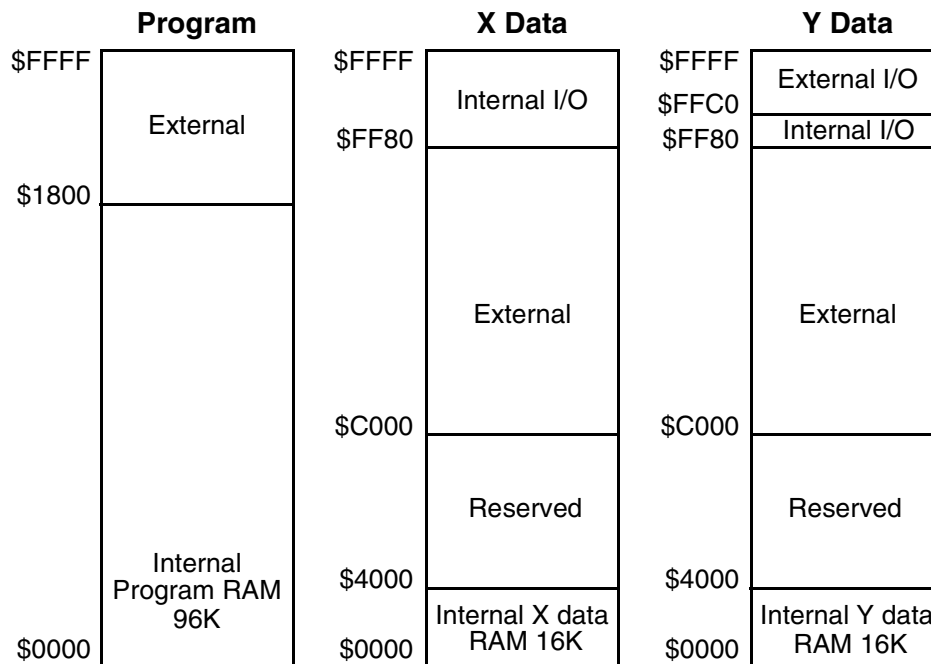 Program
$FFFF
External
$1800
Internal
Program RAM
96K
$0000
X Data
$FFFF
Internal I/O
$FF80
External
$C000
Reserved
$4000
Internal X data
RAM 16K
$0000
Y Data
$FFFF
External I/O
$FFC0
Internal I/O
$FF80
External
$C000
Reserved
$4000
Internal Y data
RAM 16K
$0000